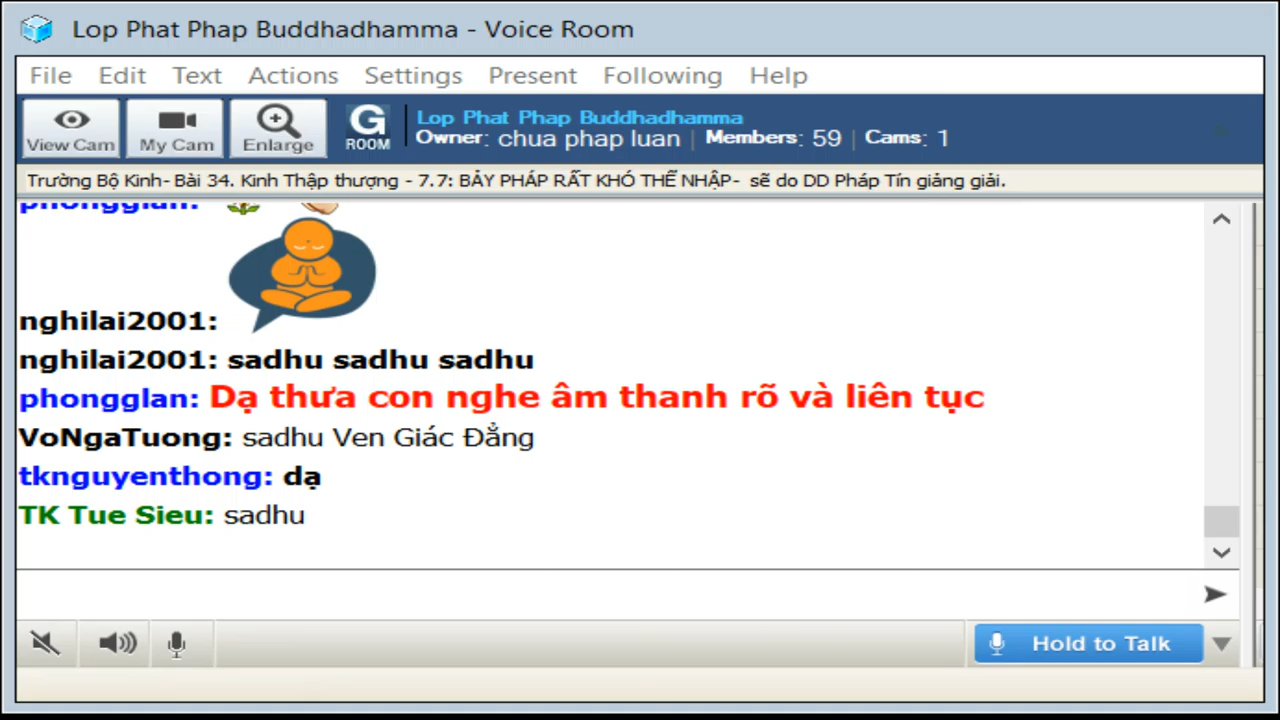 Lop Phat Phap Buddhadhamma - Voice Room
File Edit Text Actions Settings Present Following Help
View Cam My Cam Enlarge G ROOM
Lop Phat Phap Buddhadhamma
Owner: chua phap luan | Members: 59 | Cams: 1
Trường Bộ Kinh- Bài 34. Kinh Thập thượng - 7.7: BẢY PHÁP RẤT KHÓ THỂ NHẬP- sẽ do DD Pháp Tín giảng giải.
phongglan:
nghilai2001:
nghilai2001: sadhu sadhu sadhu
phongglan: Dạ thưa con nghe âm thanh rõ và liên tục
VoNgaTuong: sadhu Ven Giác Đẳng
tknguyenthong: dạ
TK Tue Sieu: sadhu
Hold to Talk